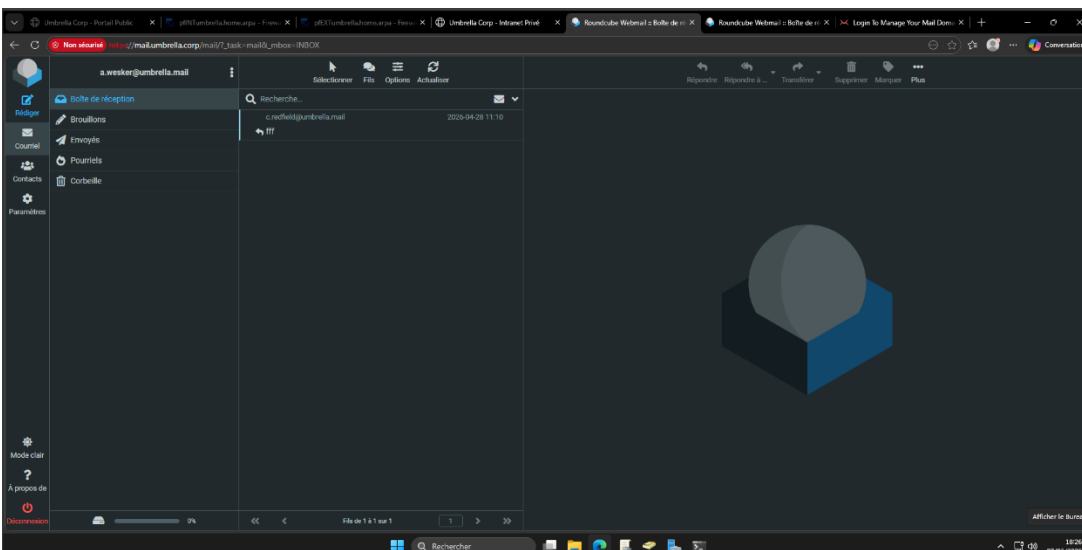 Umbrella Corp - Portail Public
Umbrella Corp - Intranet Privé
Roundcube Webmail :: Boîte de ré
Roundcube Webmail :: Boîte de ré
Login To Manage Your Mail Dom
Non sécurisé
https://mail.umbrella.corp/mail/?_task=mail&_mbox=INBOX
Conversation
a.wesker@umbrella.mail
Sélectionner
Fils
Options
Actualiser
Répondre
Répondre à ...
Transférer
Supprimer
Marquer
Plus
Rédiger
Courriel
Contacts
Paramètres
Boîte de réception
Brouillons
Envoyés
Pourriels
Corbeille
Recherche...
c.redfield@umbrella.mail
2026-04-28 11:10
fff
Mode clair
À propos de
Déconnexion
0%
Fils de 1 à 1 sur 1
1
Afficher le Burea
Rechercher
18:26